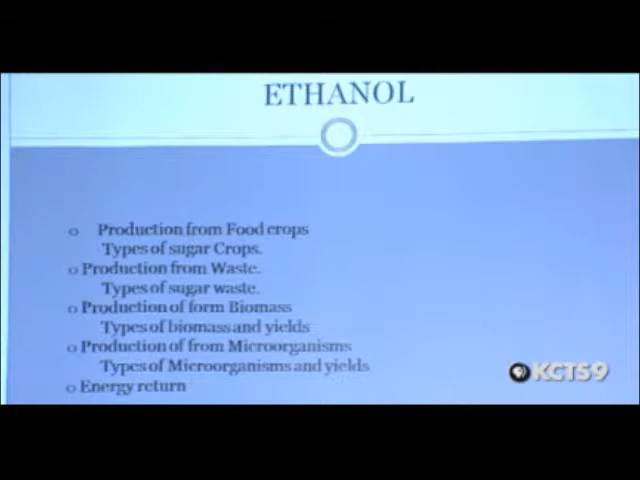 ETHANOL
o Production from Food crops
Types of sugar Crops.
o Production from Waste.
Types of sugar waste.
o Production of form Biomass
Types of biomass and yields
o Production of from Microorganisms
Types of Microorganisms and yields
o Energy return
KCTS9